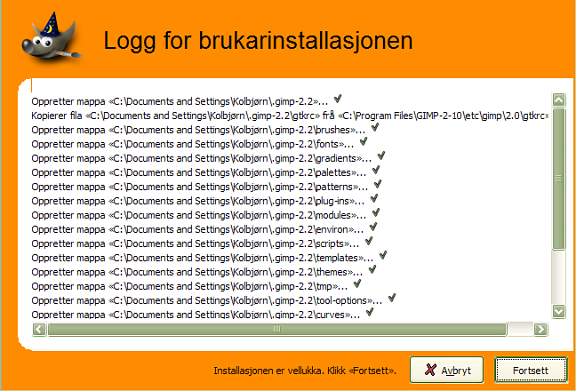 Logg for brukarinstallasjonen
Oppretter mappa «C:\Documents and Settings\Kolbjørn\.gimp-2.2»...
Kopierer fila «C:\Documents and Settings\Kolbjørn\.gimp-2.2\gtkrc» frå «C:\Program Files\GIMP-2-10\etc\gimp\2.0\gtkrc»
Oppretter mappa «C:\Documents and Settings\Kolbjørn\.gimp-2.2\brushes»...
Oppretter mappa «C:\Documents and Settings\Kolbjørn\.gimp-2.2\fonts»...
Oppretter mappa «C:\Documents and Settings\Kolbjørn\.gimp-2.2\gradients»...
Oppretter mappa «C:\Documents and Settings\Kolbjørn\.gimp-2.2\palettes»...
Oppretter mappa «C:\Documents and Settings\Kolbjørn\.gimp-2.2\patterns»...
Oppretter mappa «C:\Documents and Settings\Kolbjørn\.gimp-2.2\plug-ins»...
Oppretter mappa «C:\Documents and Settings\Kolbjørn\.gimp-2.2\modules»...
Oppretter mappa «C:\Documents and Settings\Kolbjørn\.gimp-2.2\environ»...
Oppretter mappa «C:\Documents and Settings\Kolbjørn\.gimp-2.2\scripts»...
Oppretter mappa «C:\Documents and Settings\Kolbjørn\.gimp-2.2\templates»...
Oppretter mappa «C:\Documents and Settings\Kolbjørn\.gimp-2.2\themes»...
Oppretter mappa «C:\Documents and Settings\Kolbjørn\.gimp-2.2\tmp»...
Oppretter mappa «C:\Documents and Settings\Kolbjørn\.gimp-2.2\tool-options»...
Oppretter mappa «C:\Documents and Settings\Kolbjørn\.gimp-2.2\curves»...
Installasjonen er vellukka. Klikk «Fortsett».
Avbryt
Fortsett